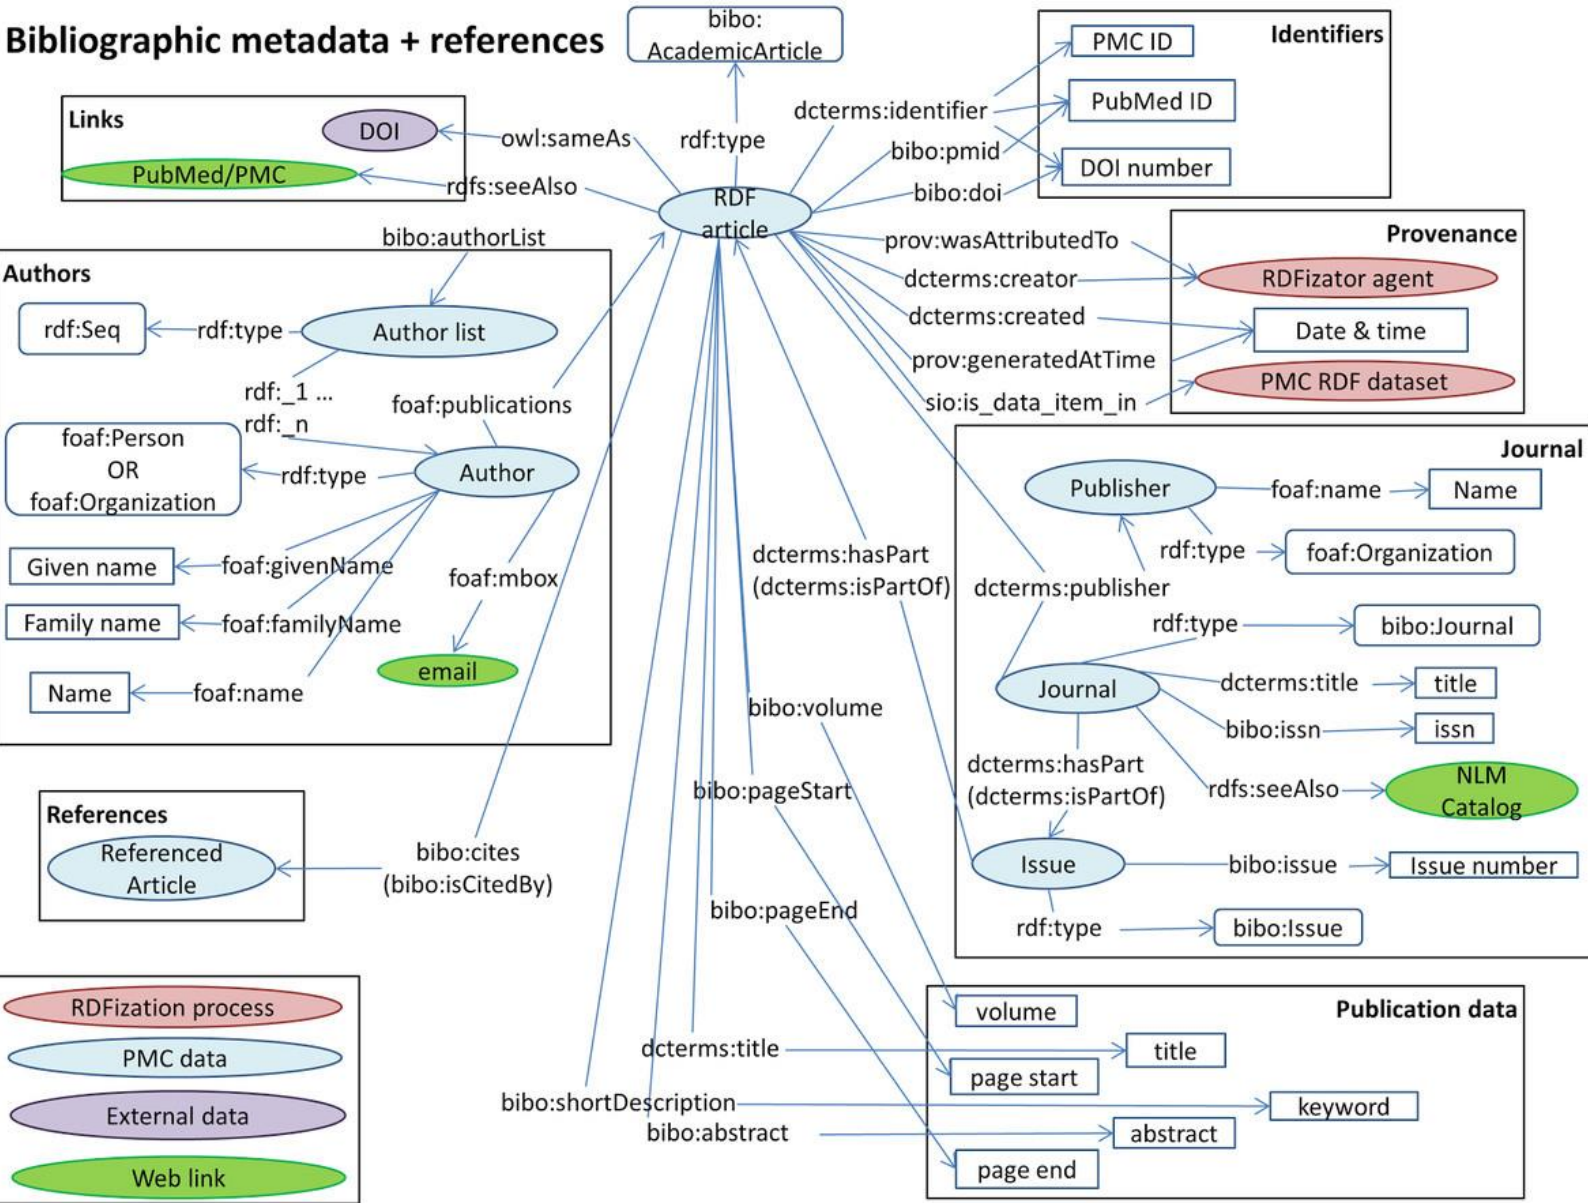 Bibliographic metadata + references
bibo:
AcademicArticle
rdf:type
RDF
article
Links
DOI
PubMed/PMC
owl:sameAs
rdfs:seeAlso
Identifiers
PMC ID
PubMed ID
DOI number
dcterms:identifier
bibo:pmid
bibo:doi
Provenance
prov:wasAttributedTo
dcterms:creator
dcterms:created
prov:generatedAtTime
sio:is_data_item_in
RDFizator agent
Date & time
PMC RDF dataset
bibo:authorList
Authors
rdf:Seq
rdf:type
Author list
rdf:_1 ...
rdf:_n
foaf:publications
foaf:Person
OR
foaf:Organization
rdf:type
Author
Given name
foaf:givenName
Family name
foaf:familyName
Name
foaf:name
foaf:mbox
email
dcterms:hasPart
(dcterms:isPartOf)
Journal
Publisher
foaf:name
Name
rdf:type
foaf:Organization
dcterms:publisher
rdf:type
bibo:Journal
Journal
dcterms:title
title
bibo:issn
issn
rdfs:seeAlso
NLM
Catalog
dcterms:hasPart
(dcterms:isPartOf)
Issue
bibo:issue
Issue number
rdf:type
bibo:Issue
References
Referenced
Article
bibo:cites
(bibo:isCitedBy)
bibo:volume
bibo:pageStart
bibo:pageEnd
dcterms:title
bibo:shortDescription
bibo:abstract
Publication data
volume
title
page start
keyword
abstract
page end
RDFization process
PMC data
External data
Web link